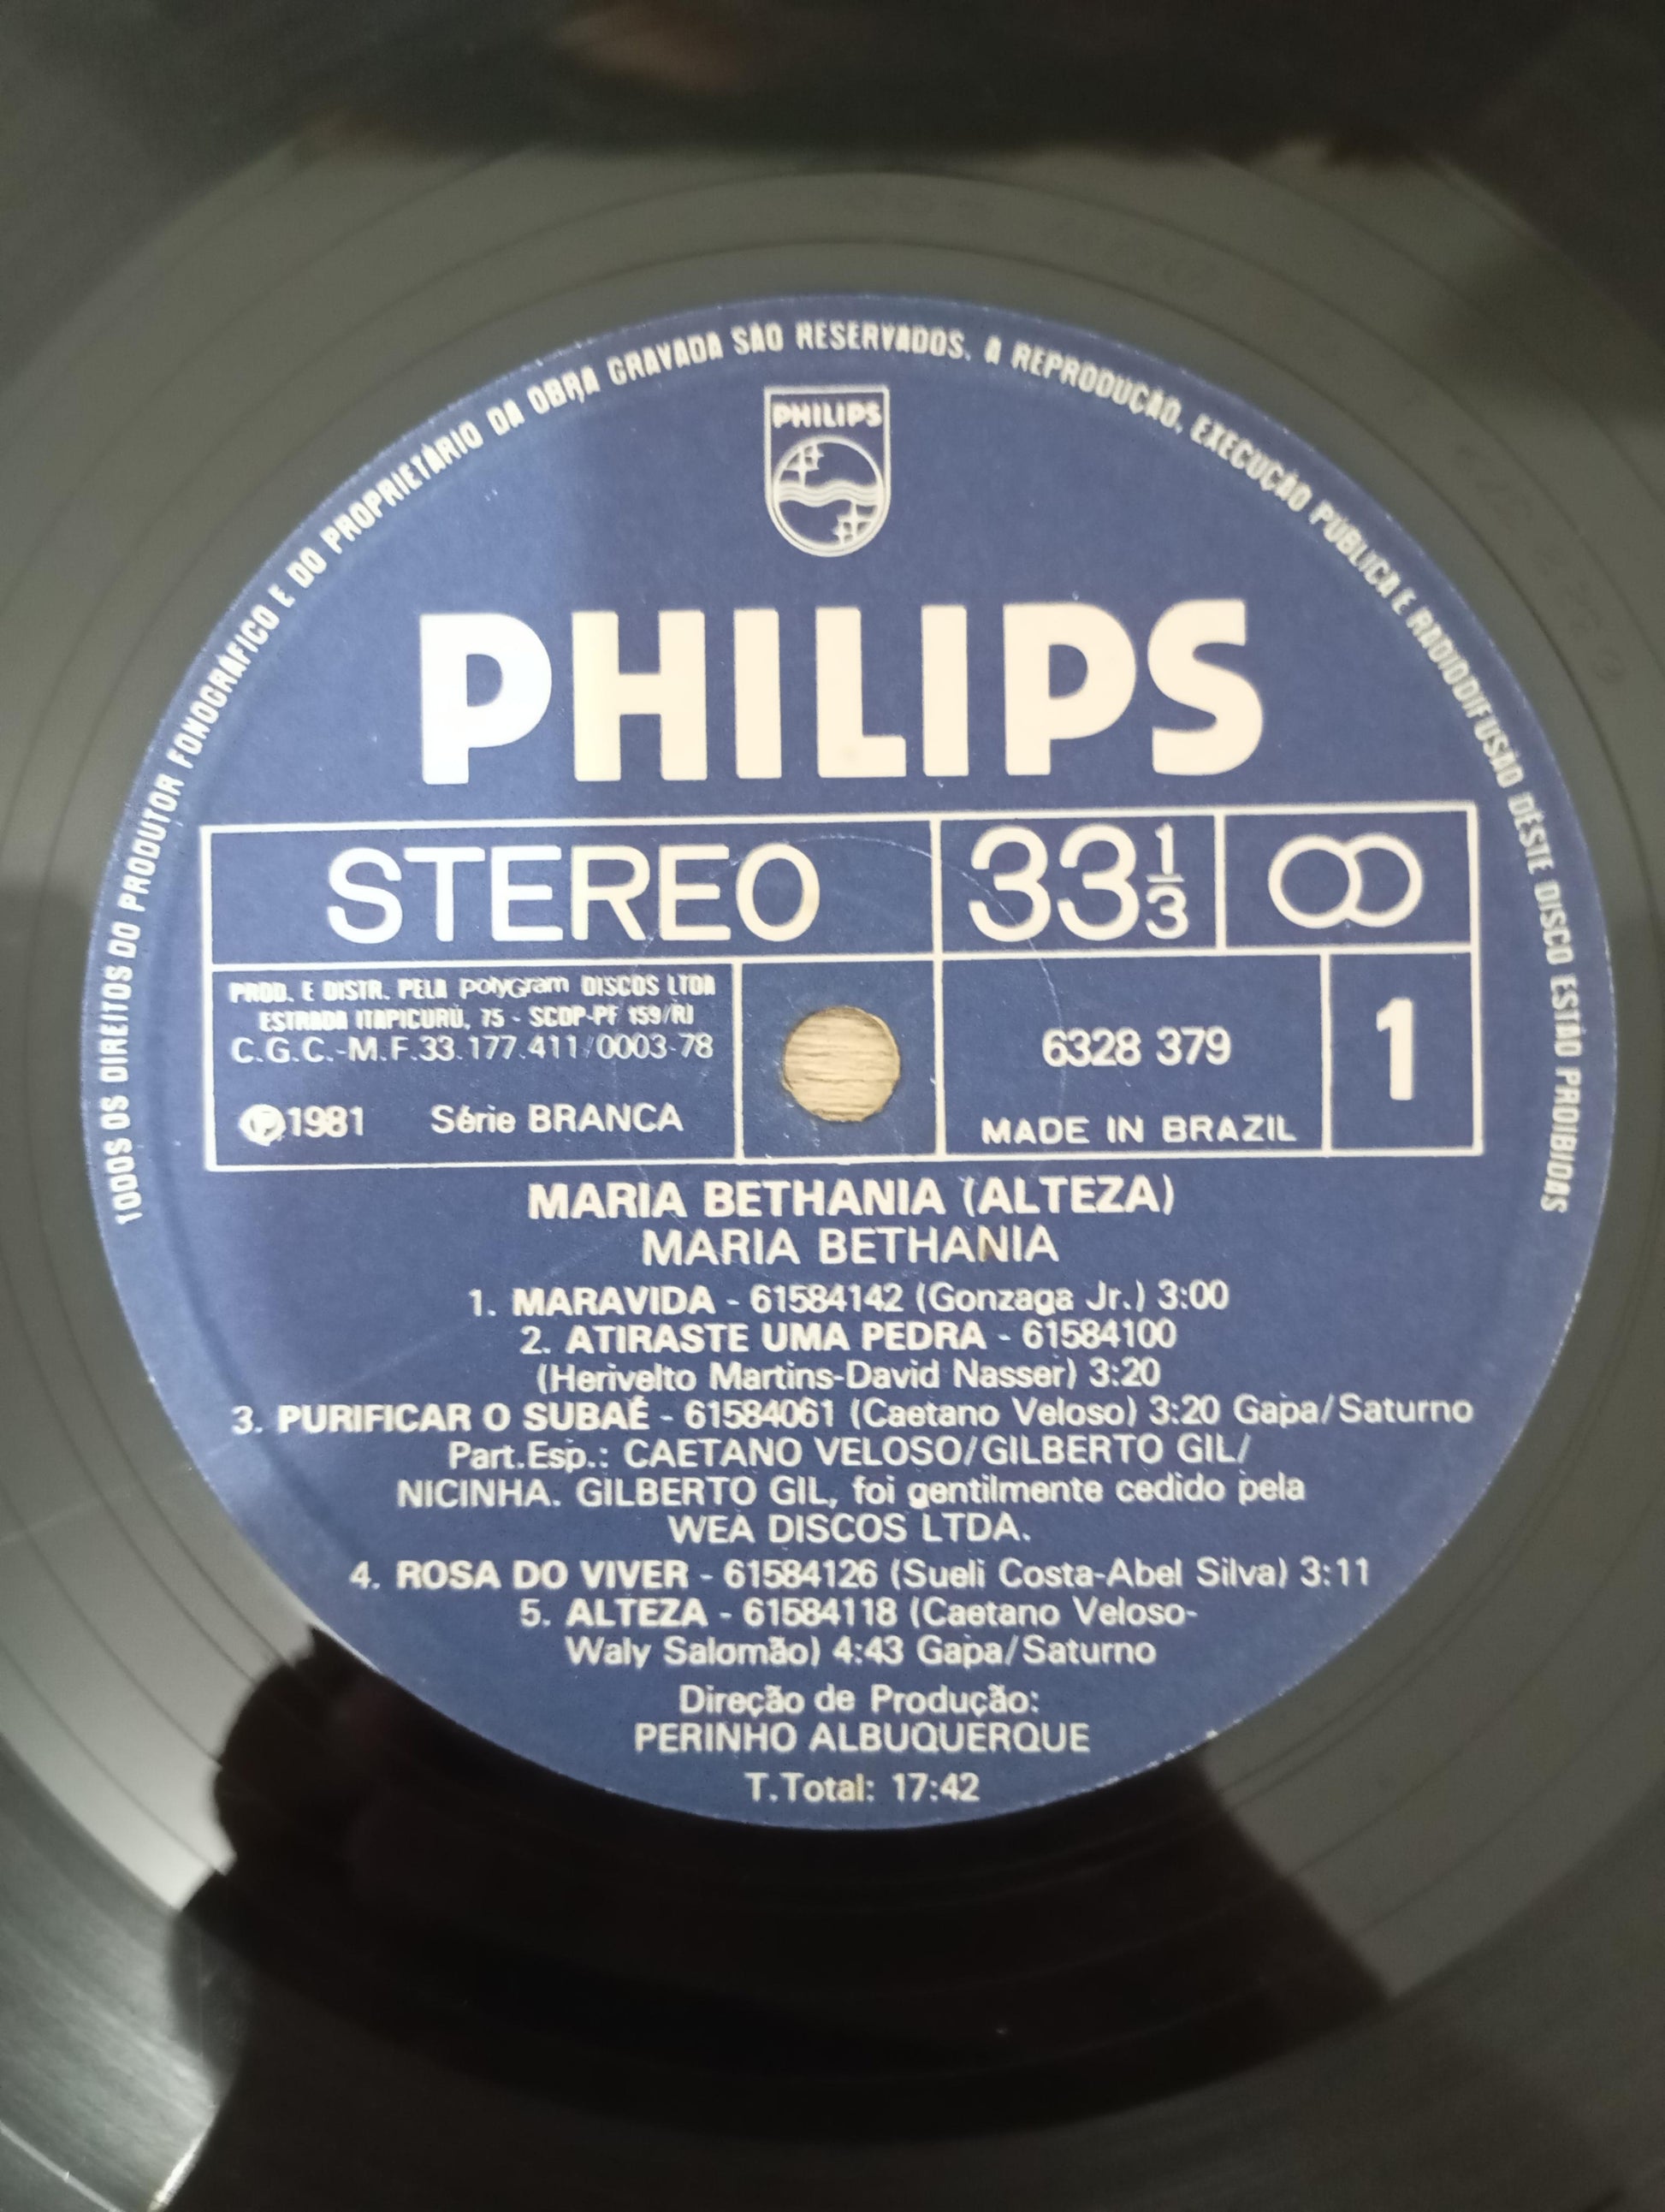 TODOS OS DIREITOS DO PRODUTOR FONOGRÁFICO E DO PROPRIETÁRIO DA OBRA GRAVADA SÃO RESERVADOS. A REPRODUÇÃO, EXECUÇÃO PÚBLICA E RADIODIFUSÃO DESTE DISCO ESTÃO PROIBIDAS
PHILIPS
PHILIPS
STEREO 33 1/3
PROD. E DISTR. PELA polyGram DISCOS LTDA
ESTRADA ITAPICURÚ, 75 - SCDP-PF 159/RJ
C.G.C.-M.F.33.177.411/0003-78
Ⓟ1981 Série BRANCA
6328 379
MADE IN BRAZIL
1
MARIA BETHANIA (ALTEZA)
MARIA BETHANIA
1. MARAVIDA - 61584142 (Gonzaga Jr.) 3:00
2. ATIRASTE UMA PEDRA - 61584100
(Herivelto Martins-David Nasser) 3:20
3. PURIFICAR O SUBAÉ - 61584061 (Caetano Veloso) 3:20 Gapa/Saturno
Part.Esp.: CAETANO VELOSO/GILBERTO GIL/
NICINHA. GILBERTO GIL, foi gentilmente cedido pela
WEA DISCOS LTDA.
4. ROSA DO VIVER - 61584126 (Sueli Costa-Abel Silva) 3:11
5. ALTEZA - 61584118 (Caetano Veloso-
Waly Salomão) 4:43 Gapa/Saturno
Direção de Produção:
PERINHO ALBUQUERQUE
T.Total: 17:42